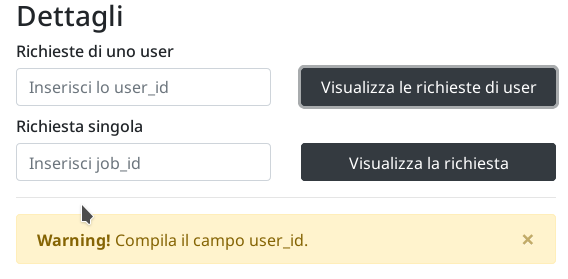 Dettagli
Richieste di uno user
Inserisci lo user_id
Visualizza le richieste di user
Richiesta singola
Inserisci job_id
Visualizza la richiesta
Warning! Compila il campo user_id. ×